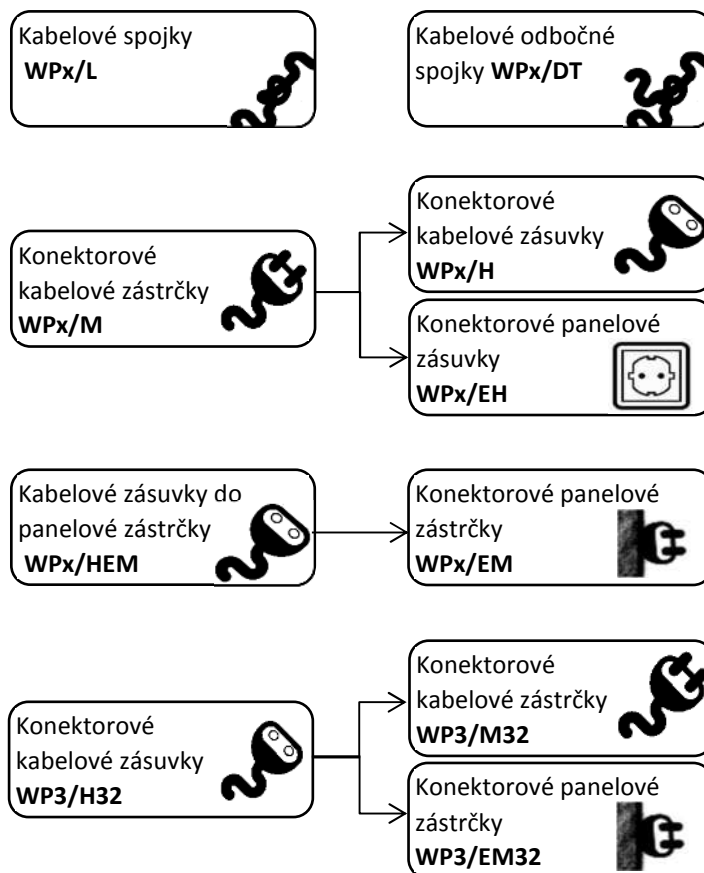 Kabelové spojky
WPx/L
Kabelové odbočné
spojky WPx/DT
Konektorové
kabelové zástrčky
WPx/M
Konektorové
kabelové zásuvky
WPx/H
Konektorové panelové
zásuvky
WPx/EH
Kabelové zásuvky do
panelové zástrčky
WPx/HEM
Konektorové panelové
zástrčky
WPx/EM
Konektorové
kabelové zásuvky
WP3/H32
Konektorové
kabelové zástrčky
WP3/M32
Konektorové panelové
zástrčky
WP3/EM32